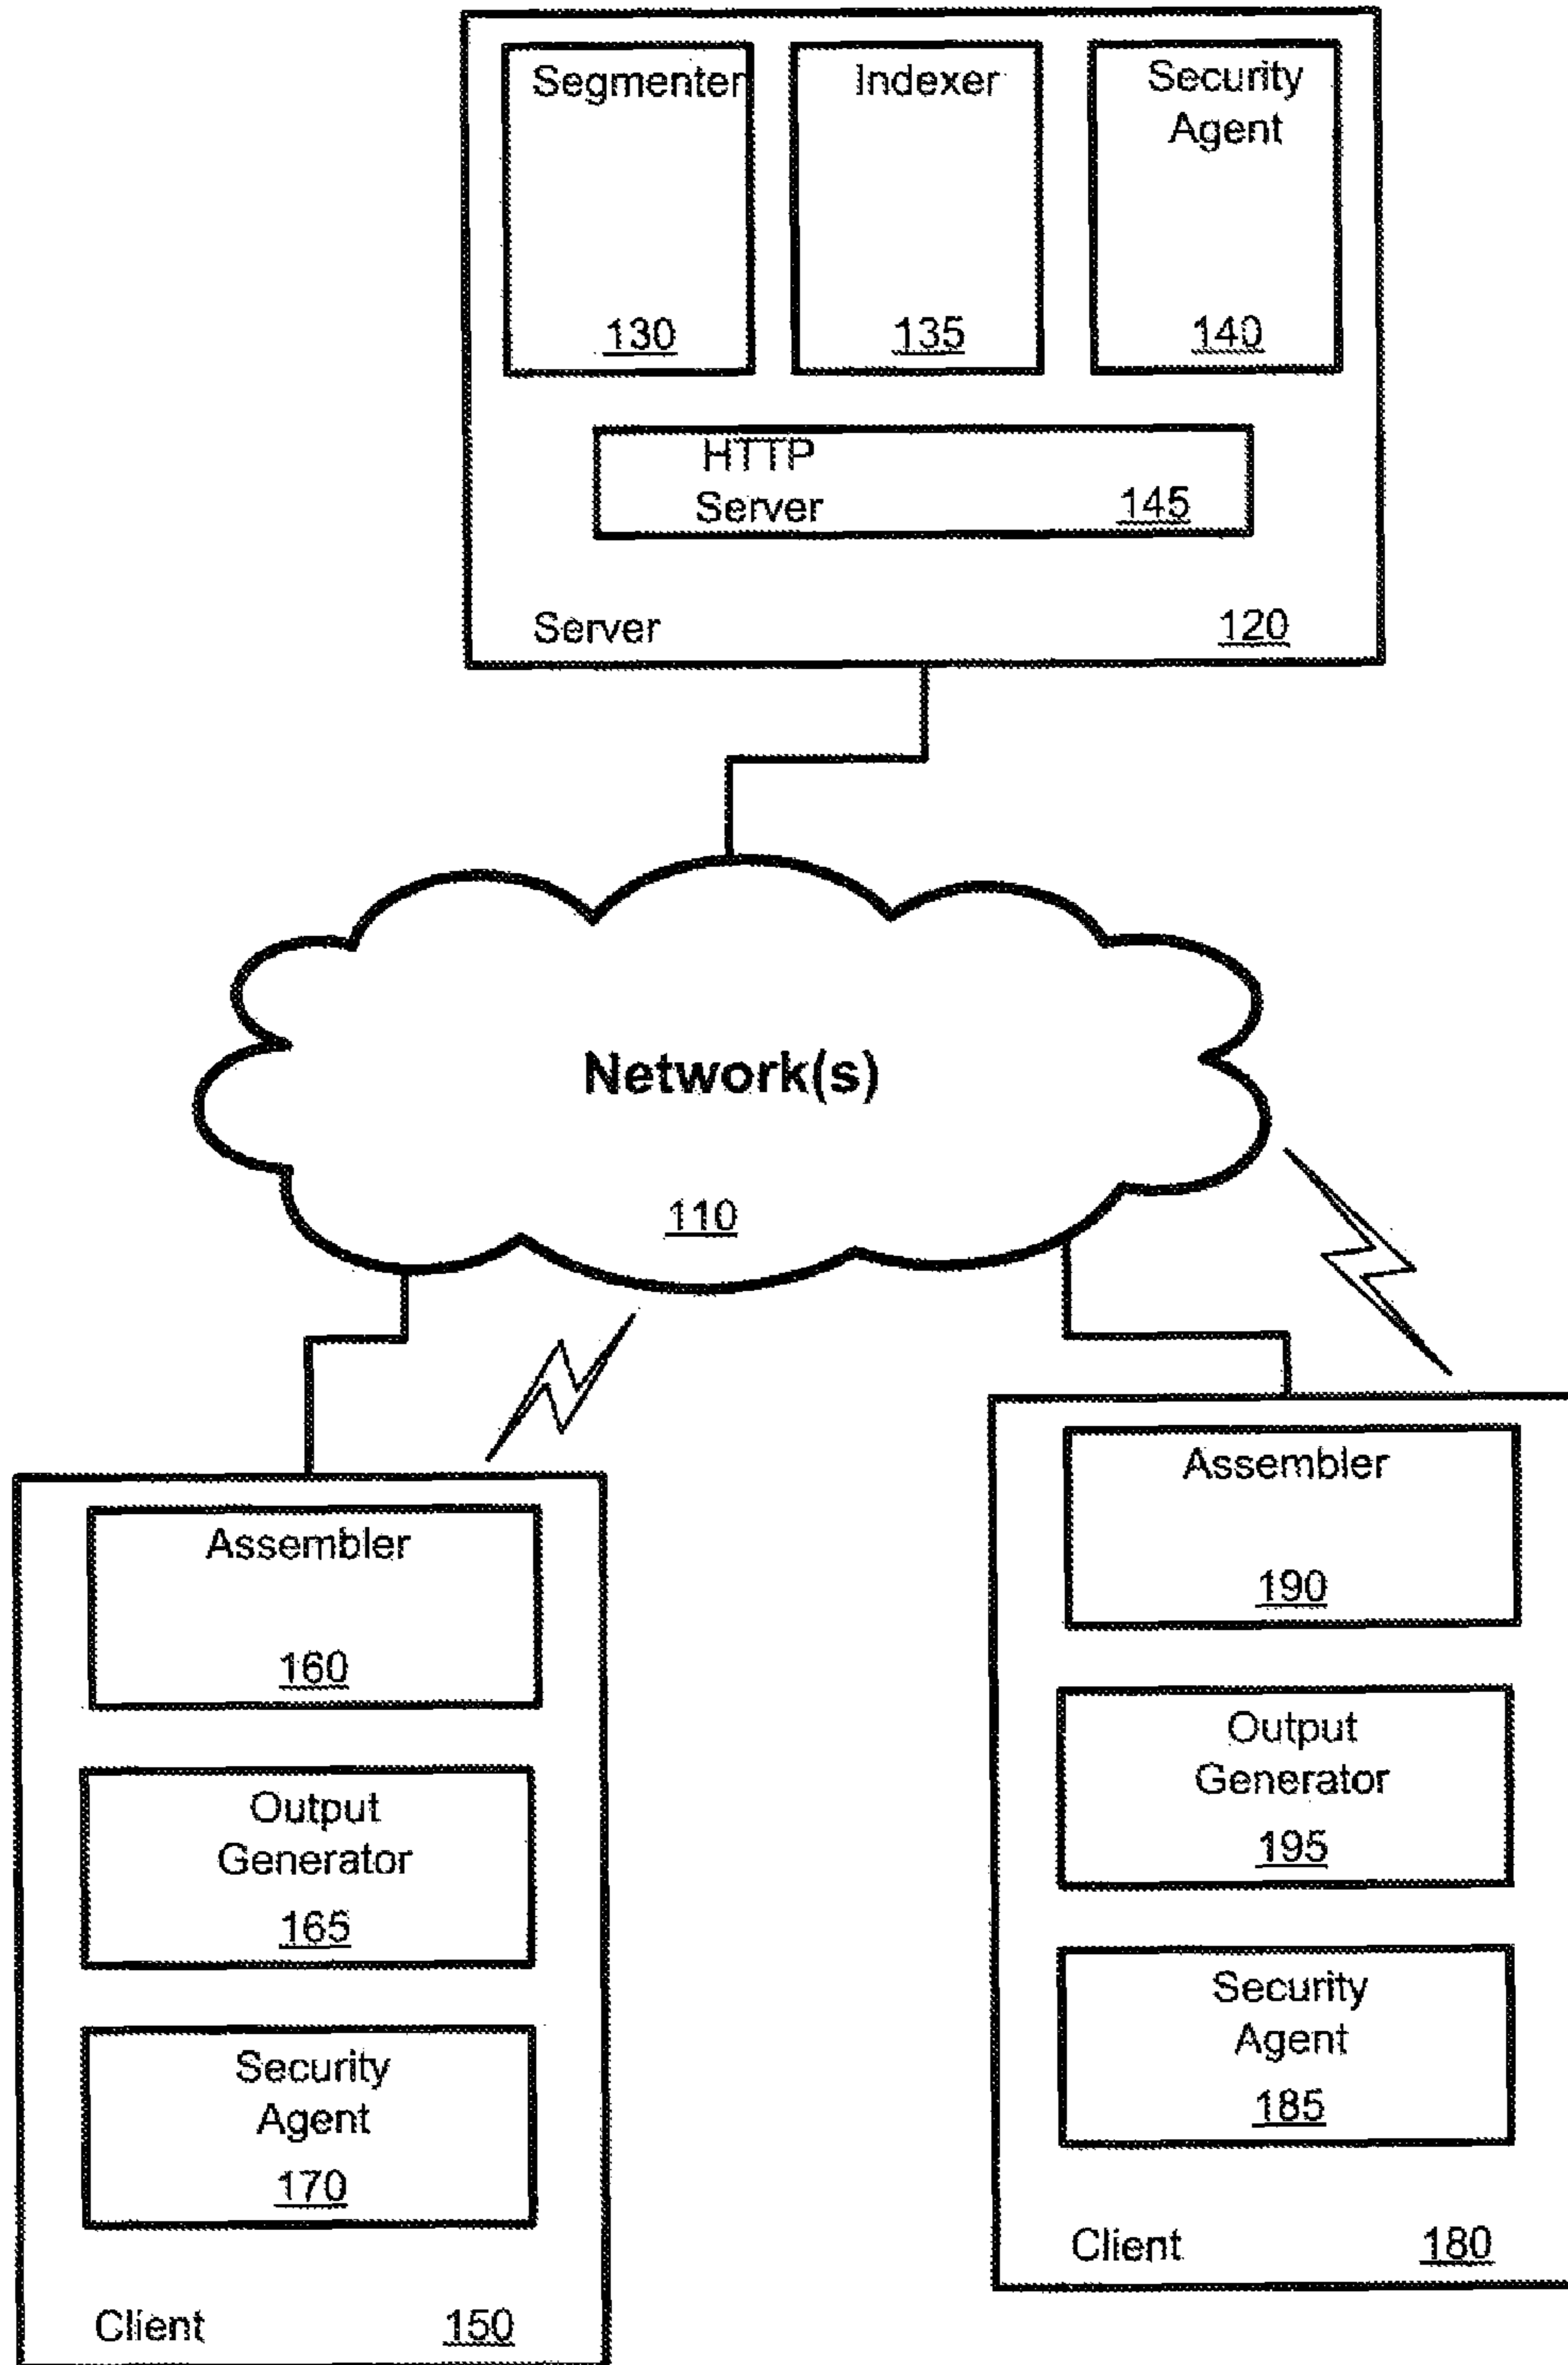 Segmenter
130
Indexer
135
Security
Agent
140
HTTP
Server
145
Server 120
Network(s)
110
Assembler
160
Output
Generator
165
Security
Agent
170
Client 150
Assembler
190
Output
Generator
195
Security
Agent
185
Client 180